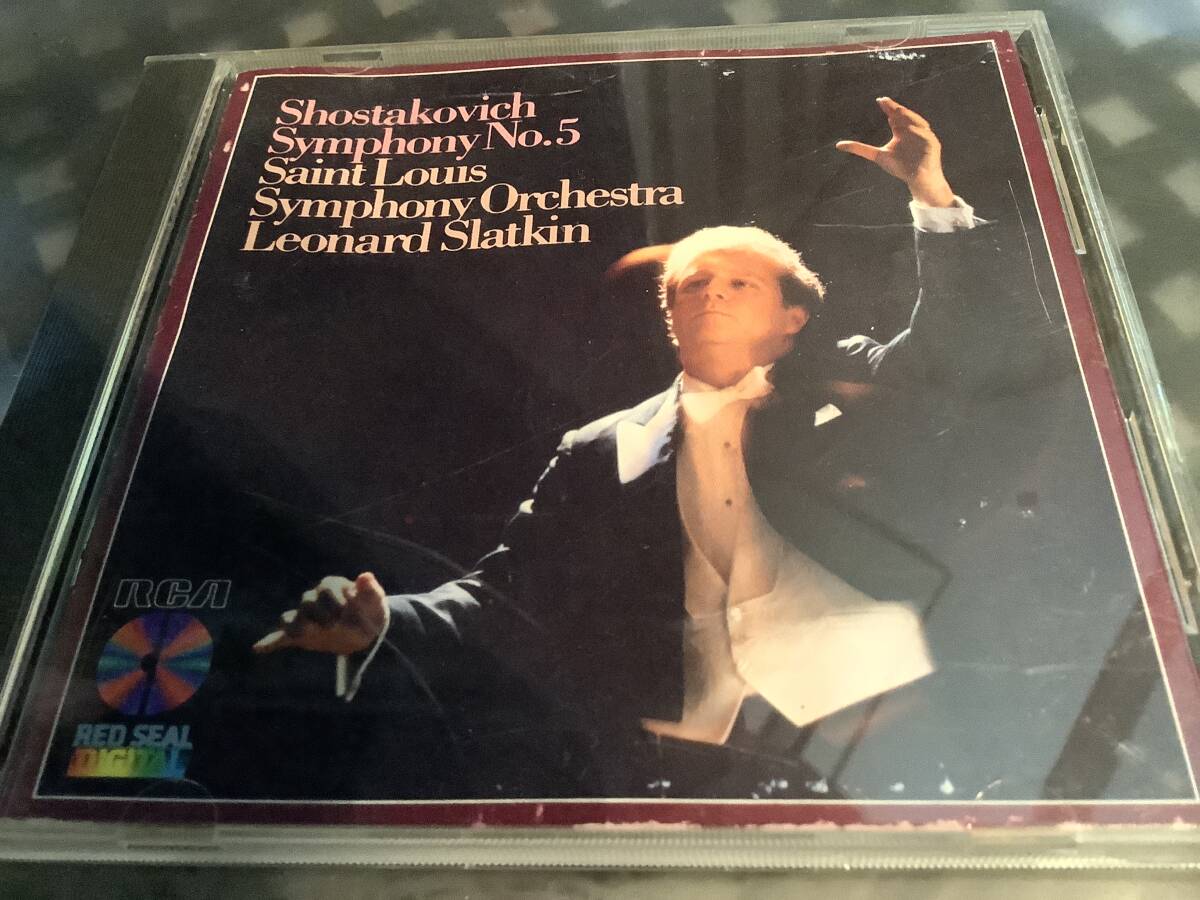 Shostakovich
Symphony No.5
Saint Louis
Symphony Orchestra
Leonard Slatkin
RCA
RED SEAL
DIGITAL